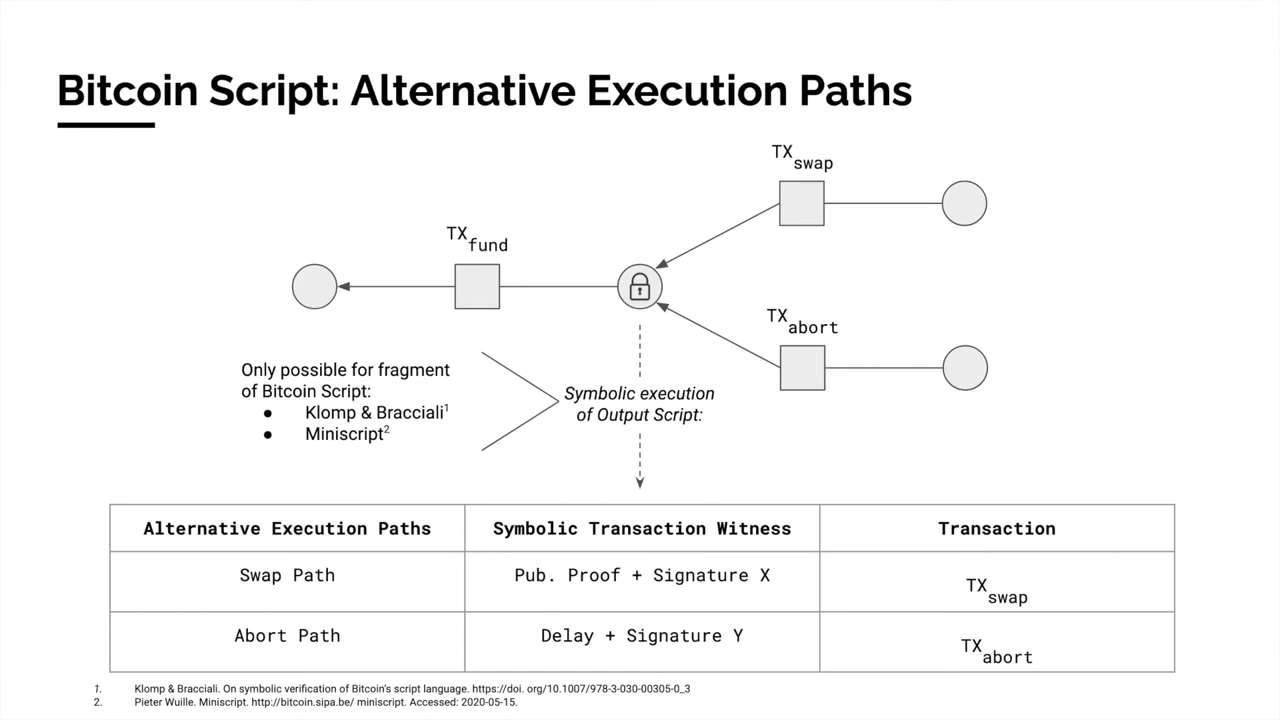 Bitcoin Script: Alternative Execution Paths
TXswap
TXfund
TXabort
Only possible for fragment
of Bitcoin Script:
● Klomp & Bracciali1
● Miniscript2
Symbolic execution
of Output Script:
Alternative Execution Paths Symbolic Transaction Witness Transaction
Swap Path Pub. Proof + Signature X TXswap
Abort Path Delay + Signature Y TXabort
1. Klomp & Bracciali. On symbolic verification of Bitcoin's script language. https://doi. org/10.1007/978-3-030-00305-0_3
2. Pieter Wuille. Miniscript. http://bitcoin.sipa.be/ miniscript. Accessed: 2020-05-15.